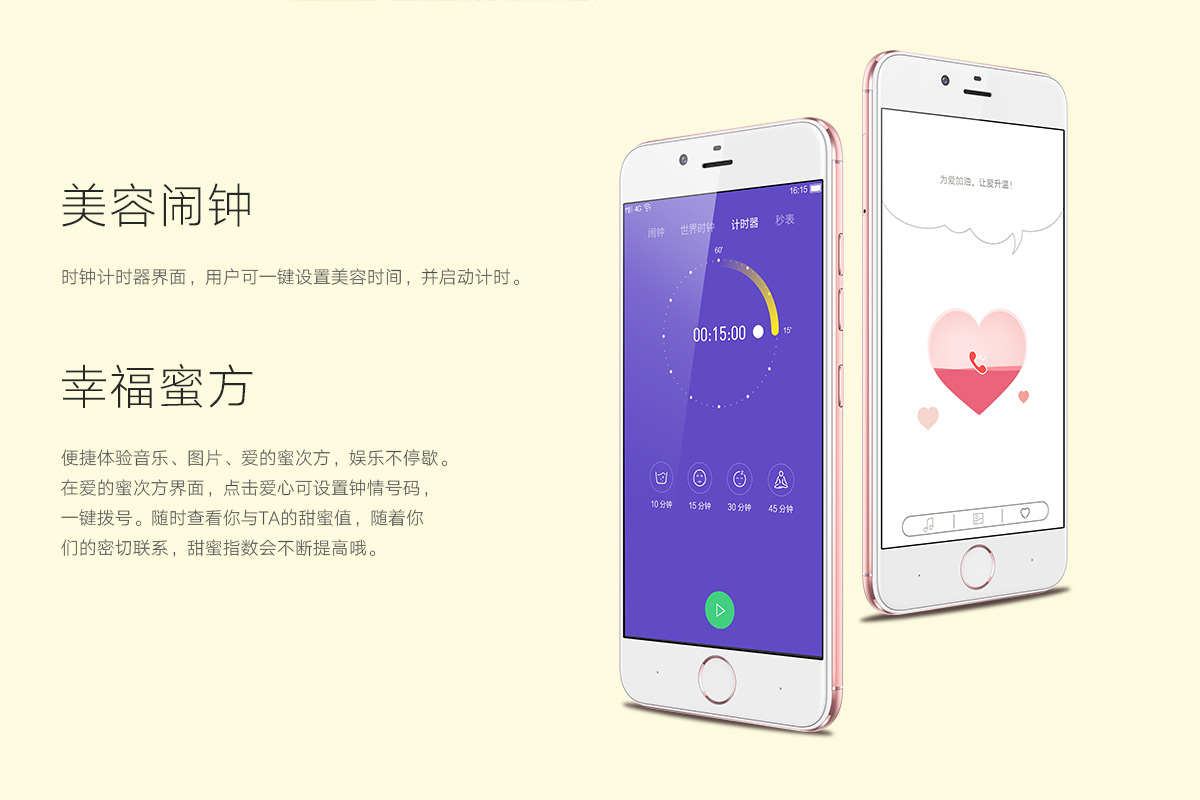 美容闹钟
时钟计时器界面，用户可一键设置美容时间，并启动计时。
幸福蜜方
便捷体验音乐、图片、爱的蜜次方，娱乐不停歇。
在爱的蜜次方界面，点击爱心可设置钟情号码，
一键拨号。随时查看你与TA的甜蜜值，随着你
们的密切联系，甜蜜指数会不断提高哦。
4G 16:15
闹钟 世界时钟 计时器 秒表
60'
00:15:00 15'
10 分钟 15 分钟 30 分钟 45 分钟
为爱加油，让爱升温！